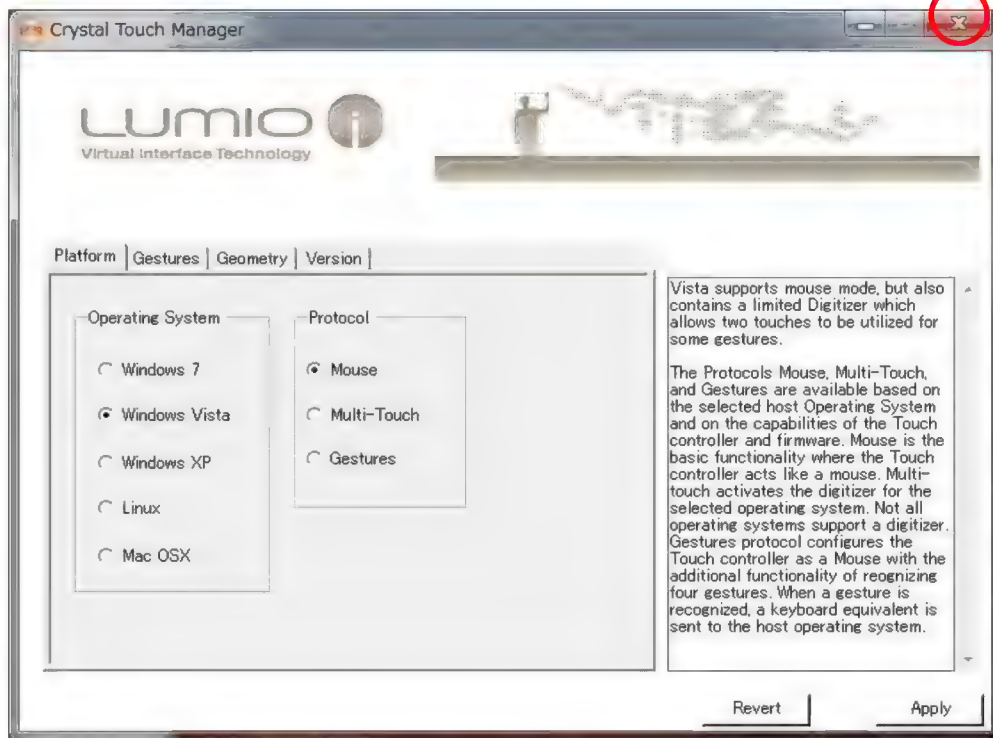 Crystal Touch Manager
LUMIO
Virtual Interface Technology
Platform Gestures Geometry Version
Operating System
Windows 7
Windows Vista
Windows XP
Linux
Mac OSX
Protocol
Mouse
Multi-Touch
Gestures
Vista supports mouse mode, but also
contains a limited Digitizer which
allows two touches to be utilized for
some gestures.
The Protocols Mouse, Multi-Touch,
and Gestures are available based on
the selected host Operating System
and on the capabilities of the Touch
controller and firmware. Mouse is the
basic functionality where the Touch
controller acts like a mouse. Multi-
touch activates the digitizer for the
selected operating system. Not all
operating systems support a digitizer.
Gestures protocol configures the
Touch controller as a Mouse with the
additional functionality of reognizing
four gestures. When a gesture is
recognized, a keyboard equivalent is
sent to the host operating system.
Revert Apply